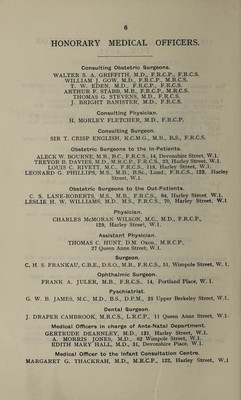 6
HONORARY MEDICAL OFFICERS.
Consulting Obstetric Surgeons.
WALTER S. A. GRIFFITH, M.D., F.R.C.P., F.R.C.S.
WILLIAM J. GOW, M.D., F.R.C.P., M.R.C.S.
T. W. EDEN, M.D., F.R.C.P., F.R.C.S.
ARTHUR F. STABB, M.B., F.R.C.P., M.R.C.S.
THOMAS G. STEVENS, M.D., F.R.C.S.
J. BRIGHT BANISTER, M.D., F.R.C.S.
Consulting Physician.
H. MORLEY FLETCHER, M.D., F.R.C.P.
Consulting Surgeon.
SIR T. CRISP ENGLISH, K.C.M.G., M.B., B.S., F.R.C.S.
Obstetric Surgeons to the In-Patients.
ALECK W. BOURNE, M.B., B.C., F.R.C.S., 14, Devonshire Street, W.1.
TREVOR B. DAVIES, M.D., M.R.C.P., F.R.C.S., 23, Harley Street, W.1.
LOUIS C. RIVETT, M.C., F.R.C.S., 118, Harley Street, W.1.
LEONARD G. PHILLIPS, M.S., M.D., B.Sc., Lond., F.R.C.S., 123, Harley
Street, W.1.
Obstetric Surgeons to the Out-Patients.
C. S. LANE-ROBERTS, M.S., M.B., F.R.C.S., 64, Harley Street, W.1.
LESLIE H. W. WILLIAMS, M.D., M.S., F.R.C.S., 70, Harley Street, W.1
Physician.
CHARLES McMORAN WILSON, M.C., M.D., F.R.C.P.,
129, Harley Street, W.1.
Assistant Physician.
THOMAS C. HUNT, D.M. Oxon., M.R.C.P.,
27 Queen Anne Street, W.1.
Surgeon.
C. H. S. FRANKAU, C.B.E., D.S.O., M.B., F.R.C.S., 51, Wimpole Street, W. 1.
Ophthalmic Surgeon.
FRANK A. JULER, M.B., F.R.C.S., 14, Portland Place, W. 1.
Pyschiatrist.
G. W. B. JAMES, M.C., M.D., B.S., D.P.M., 25 Upper Berkeley Street, W.1.
Dental Surgeon.
J. DRAPER CAMBROOK, M.R.C.S., L.R.C.P., 11 Queen Anne Street, W.1.
Medical Officers in charge of Ante-Natal Department.
GERTRUDE DEARNLEY, M.D., 121, Harley Street, W.1.
A. MORRIS JONES, M.D., 62 Wimpole Street, W.1.
EDITH MARY HALL, M.D., 31, Devonshire Place, W.1.
Medical Officer to the Infant Consultation Centre.
MARGARET G. THACKRAH, M.D., M.R.C.P., 122, Harley Street, W.1